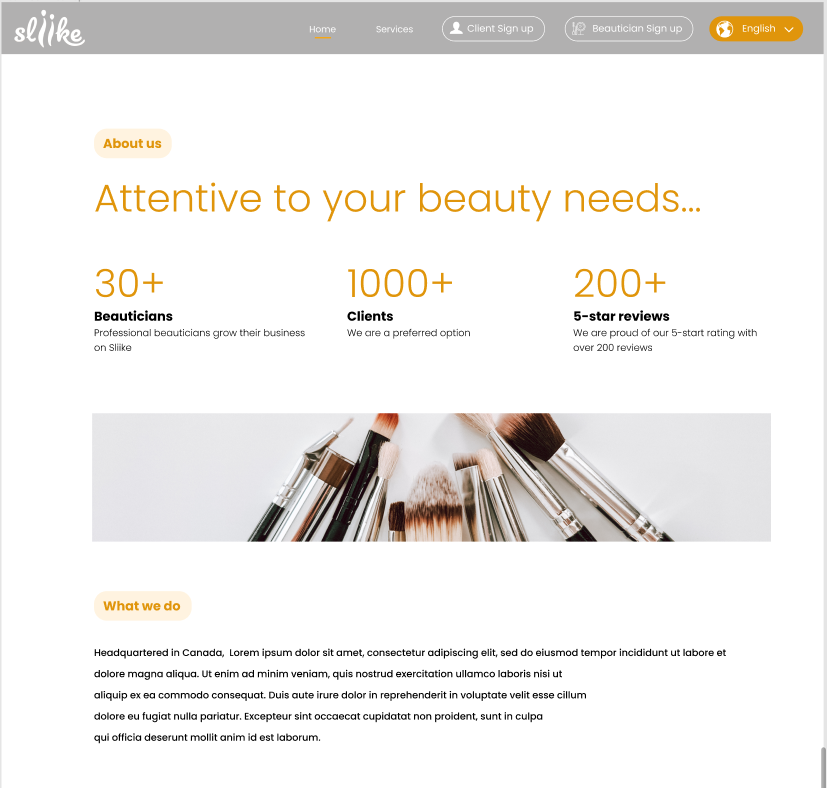 sliike
Home
Services
Client Sign up
Beautician Sign up
English
About us
Attentive to your beauty needs...
30+
Beauticians
Professional beauticians grow their business
on Sliike
1000+
Clients
We are a preferred option
200+
5-star reviews
We are proud of our 5-start rating with
over 200 reviews
What we do
Headquartered in Canada,  Lorem ipsum dolor sit amet, consectetur adipiscing elit, sed do eiusmod tempor incididunt ut labore et
dolore magna aliqua. Ut enim ad minim veniam, quis nostrud exercitation ullamco laboris nisi ut
aliquip ex ea commodo consequat. Duis aute irure dolor in reprehenderit in voluptate velit esse cillum
dolore eu fugiat nulla pariatur. Excepteur sint occaecat cupidatat non proident, sunt in culpa
qui officia deserunt mollit anim id est laborum.